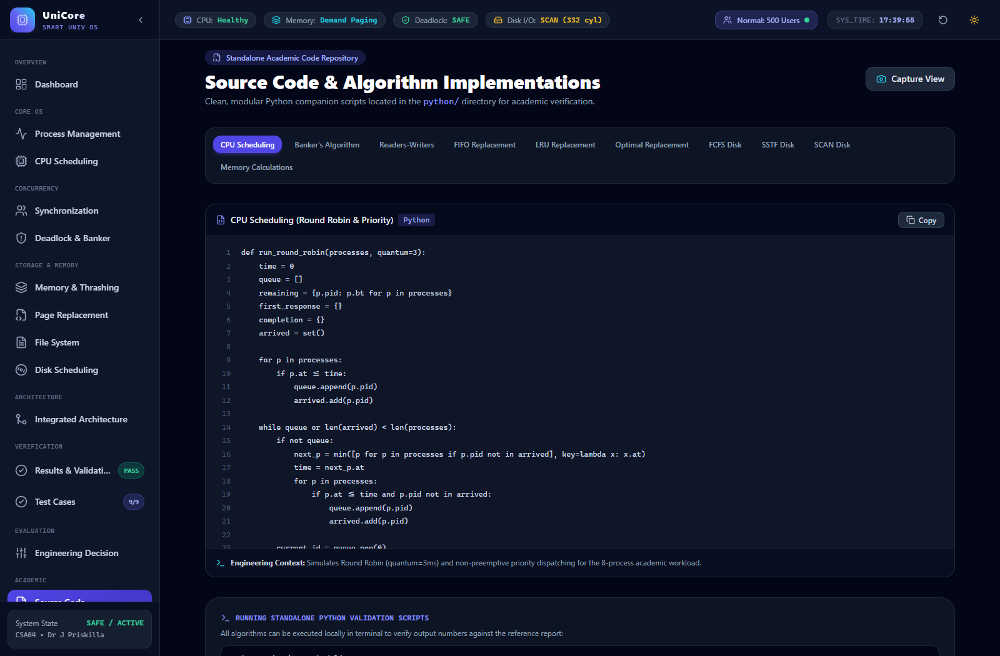 UniCore
SMART UNIV OS
CPU: Healthy
Memory: Demand Paging
Deadlock: SAFE
Disk I/O: SCAN (332 cyl)
Normal: 500 Users
SYS_TIME: 17:39:55
OVERVIEW
Dashboard
CORE OS
Process Management
CPU Scheduling
CONCURRENCY
Synchronization
Deadlock & Banker
STORAGE & MEMORY
Memory & Thrashing
Page Replacement
File System
Disk Scheduling
ARCHITECTURE
Integrated Architecture
VERIFICATION
Results & Validati... PASS
Test Cases 9/9
EVALUATION
Engineering Decision
ACADEMIC
Source Code
System State SAFE / ACTIVE
CSA04 • Dr J Priskilla
Standalone Academic Code Repository
Source Code & Algorithm Implementations
Clean, modular Python companion scripts located in the python/ directory for academic verification.
Capture View
CPU Scheduling Banker's Algorithm Readers-Writers FIFO Replacement LRU Replacement Optimal Replacement FCFS Disk SSTF Disk SCAN Disk
Memory Calculations
CPU Scheduling (Round Robin & Priority) Python
Copy
1 def run_round_robin(processes, quantum=3):
2     time = 0
3     queue = []
4     remaining = {p.pid: p.bt for p in processes}
5     first_response = {}
6     completion = {}
7     arrived = set()
8
9     for p in processes:
10         if p.at ≤ time:
11             queue.append(p.pid)
12             arrived.add(p.pid)
13
14     while queue or len(arrived) < len(processes):
15         if not queue:
16             next_p = min([p for p in processes if p.pid not in arrived], key=lambda x: x.at)
17             time = next_p.at
18             for p in processes:
19                 if p.at ≤ time and p.pid not in arrived:
20                     queue.append(p.pid)
21                     arrived.add(p.pid)
22
23         current_id = queue.pop(0)
Engineering Context: Simulates Round Robin (quantum=3ms) and non-preemptive priority dispatching for the 8-process academic workload.
RUNNING STANDALONE PYTHON VALIDATION SCRIPTS
All algorithms can be executed locally in terminal to verify output numbers against the reference report: